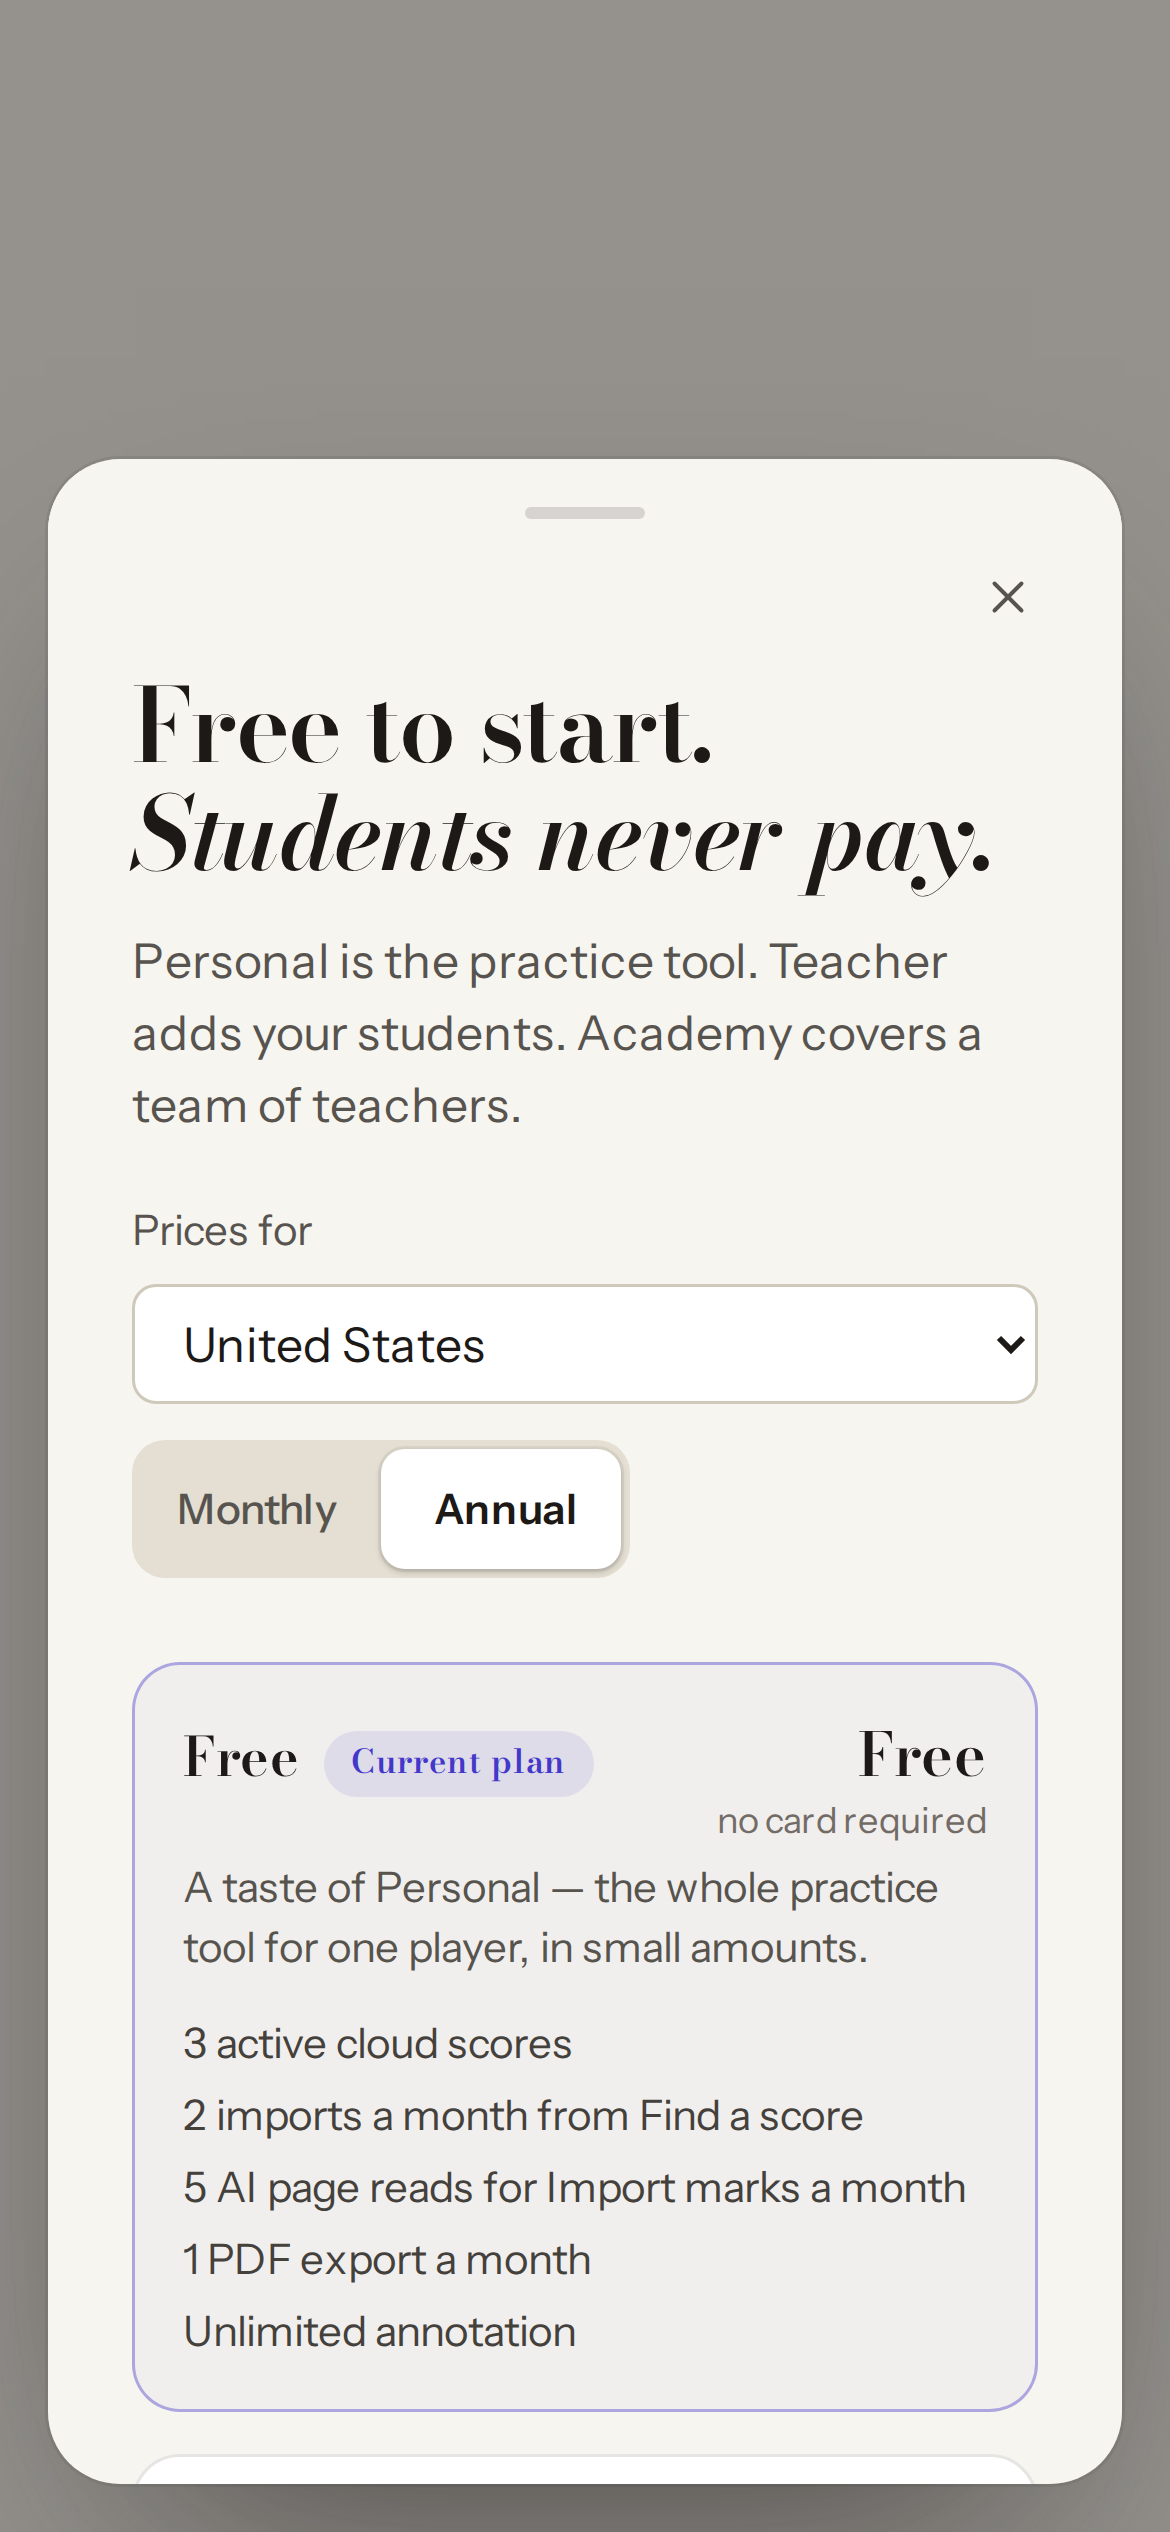 Free to start.
Students never pay.
Personal is the practice tool. Teacher
adds your students. Academy covers a
team of teachers.
Prices for
United States
Monthly
Annual
Free
Current plan
Free
no card required
A taste of Personal — the whole practice
tool for one player, in small amounts.
3 active cloud scores
2 imports a month from Find a score
5 AI page reads for Import marks a month
1 PDF export a month
Unlimited annotation